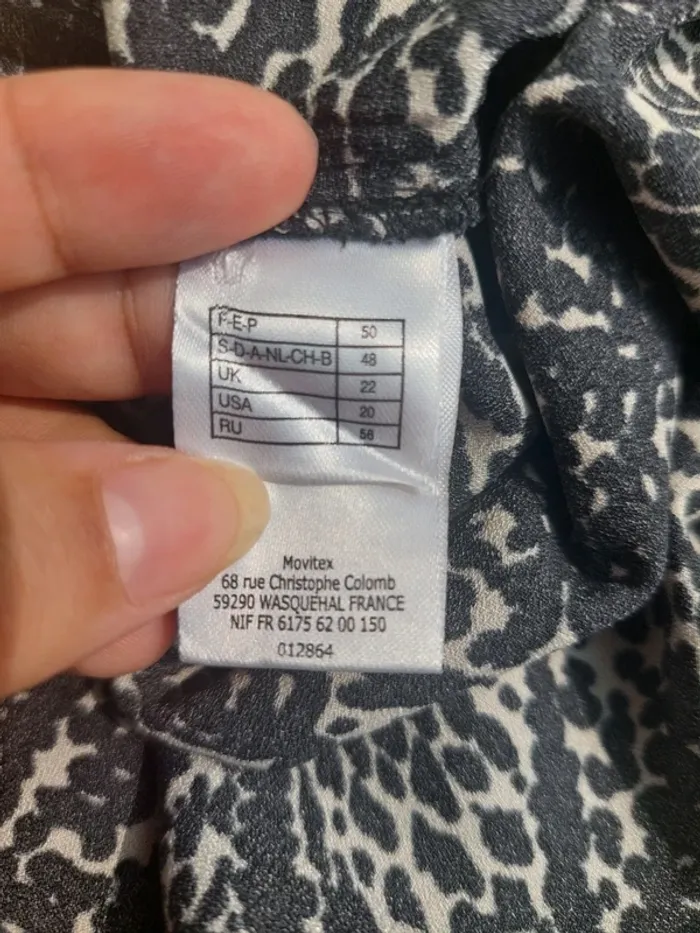 F-E-P 50
S-D-A-NL-CH-B 48
UK 22
USA 20
RU 56
Movitex
68 rue Christophe Colomb
59290 WASQUEHAL FRANCE
NIF FR 6175 62 00 150
012864